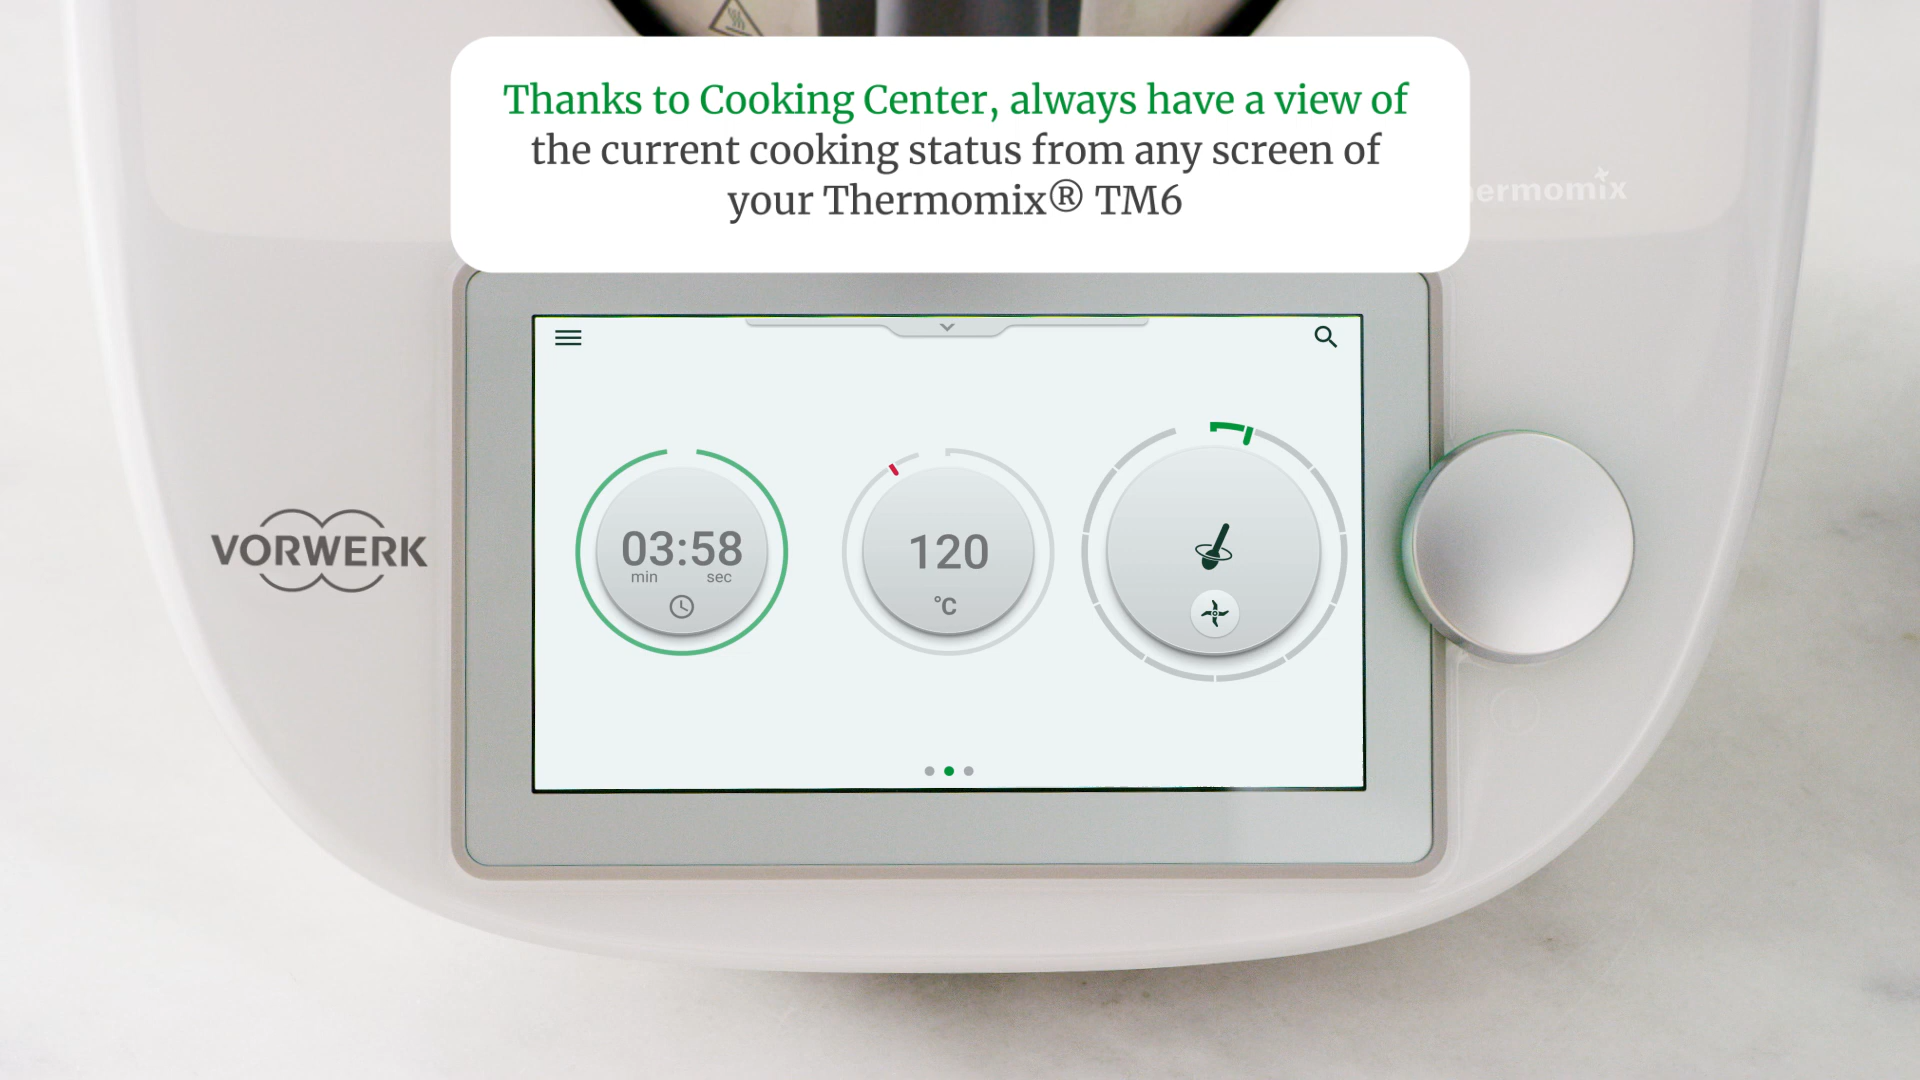 Thanks to Cooking Center, always have a view of
the current cooking status from any screen of
your Thermomix® TM6
ermomix
03:58
min sec
120
°C
VORWERK